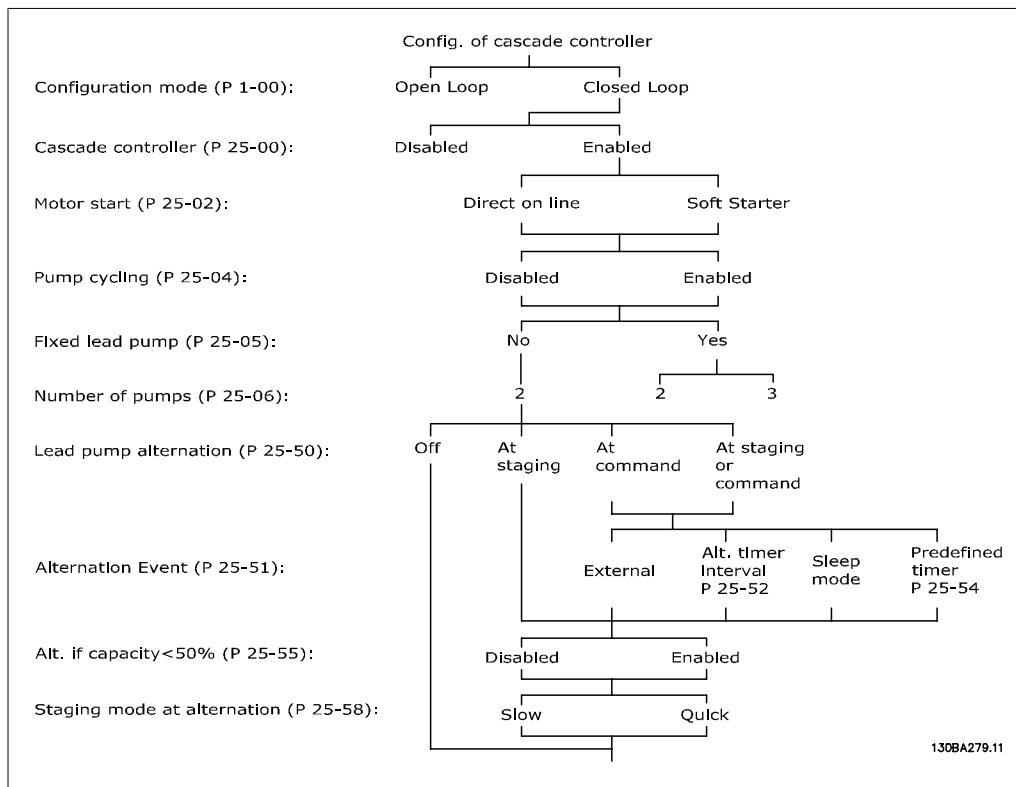 Config. of cascade controller
Configuration mode (P 1-00): Open Loop Closed Loop
Cascade controller (P 25-00): Disabled Enabled
Motor start (P 25-02): Direct on line Soft Starter
Pump cycling (P 25-04): Disabled Enabled
Fixed lead pump (P 25-05): No Yes
Number of pumps (P 25-06): 2 2 3
Lead pump alternation (P 25-50): Off At staging At command At staging or command
Alternation Event (P 25-51): External Alt. timer Interval P 25-52 Sleep mode Predefined timer P 25-54
Alt. if capacity<50% (P 25-55): Disabled Enabled
Staging mode at alternation (P 25-58): Slow Quick
130BA279.11